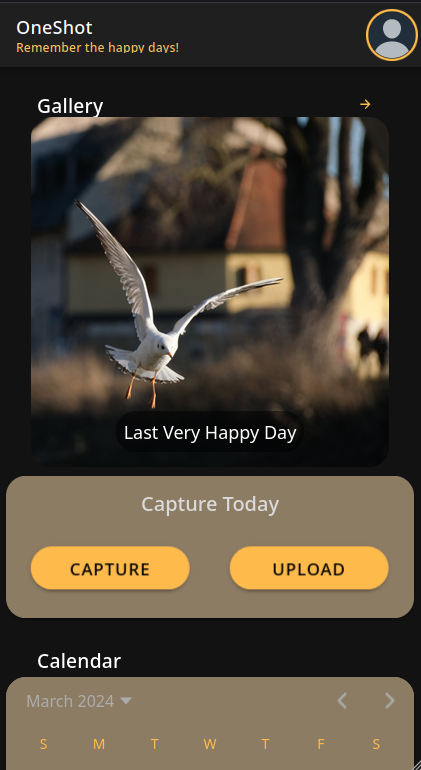 OneShot
Remember the happy days!
Gallery
Last Very Happy Day
Capture Today
CAPTURE UPLOAD
Calendar
March 2024
S M T W T F S